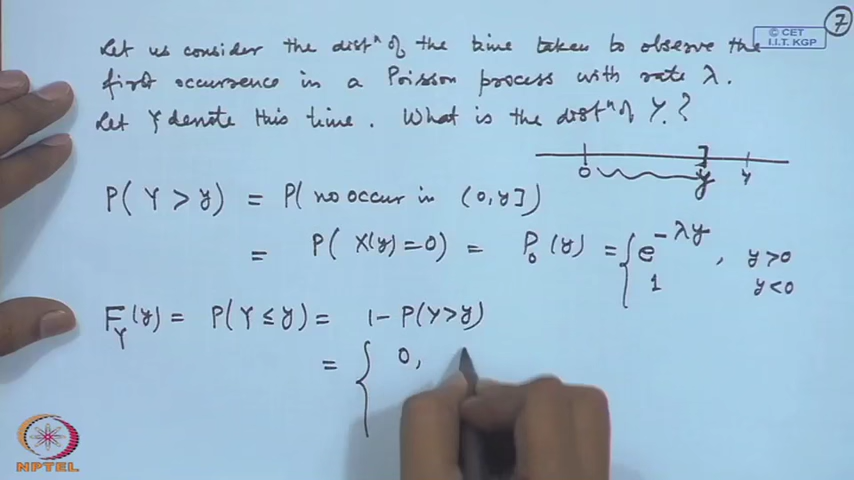 7
© CET
I.I.T. KGP
Let us consider the distⁿ of the time taken to observe the
first occurrence in a Poisson process with rate λ.
Let Y denote this time. What is the distⁿ of Y.?
0 y Y
P(Y > y) = P( no occur in (0, y])
= P( X(y) = 0) = P₀(y) = { e^{-λy} , y > 0
1 y < 0
F_Y(y) = P(Y ≤ y) = 1 - P(Y > y)
= { 0,
NPTEL